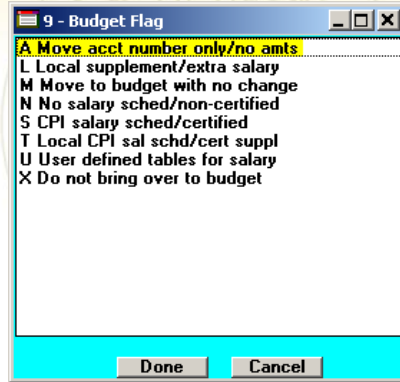 9 - Budget Flag
A Move acct number only/no amts
L Local supplement/extra salary
M Move to budget with no change
N No salary sched/non-certified
S CPI salary sched/certified
T Local CPI sal schd/cert suppl
U User defined tables for salary
X Do not bring over to budget
Done Cancel